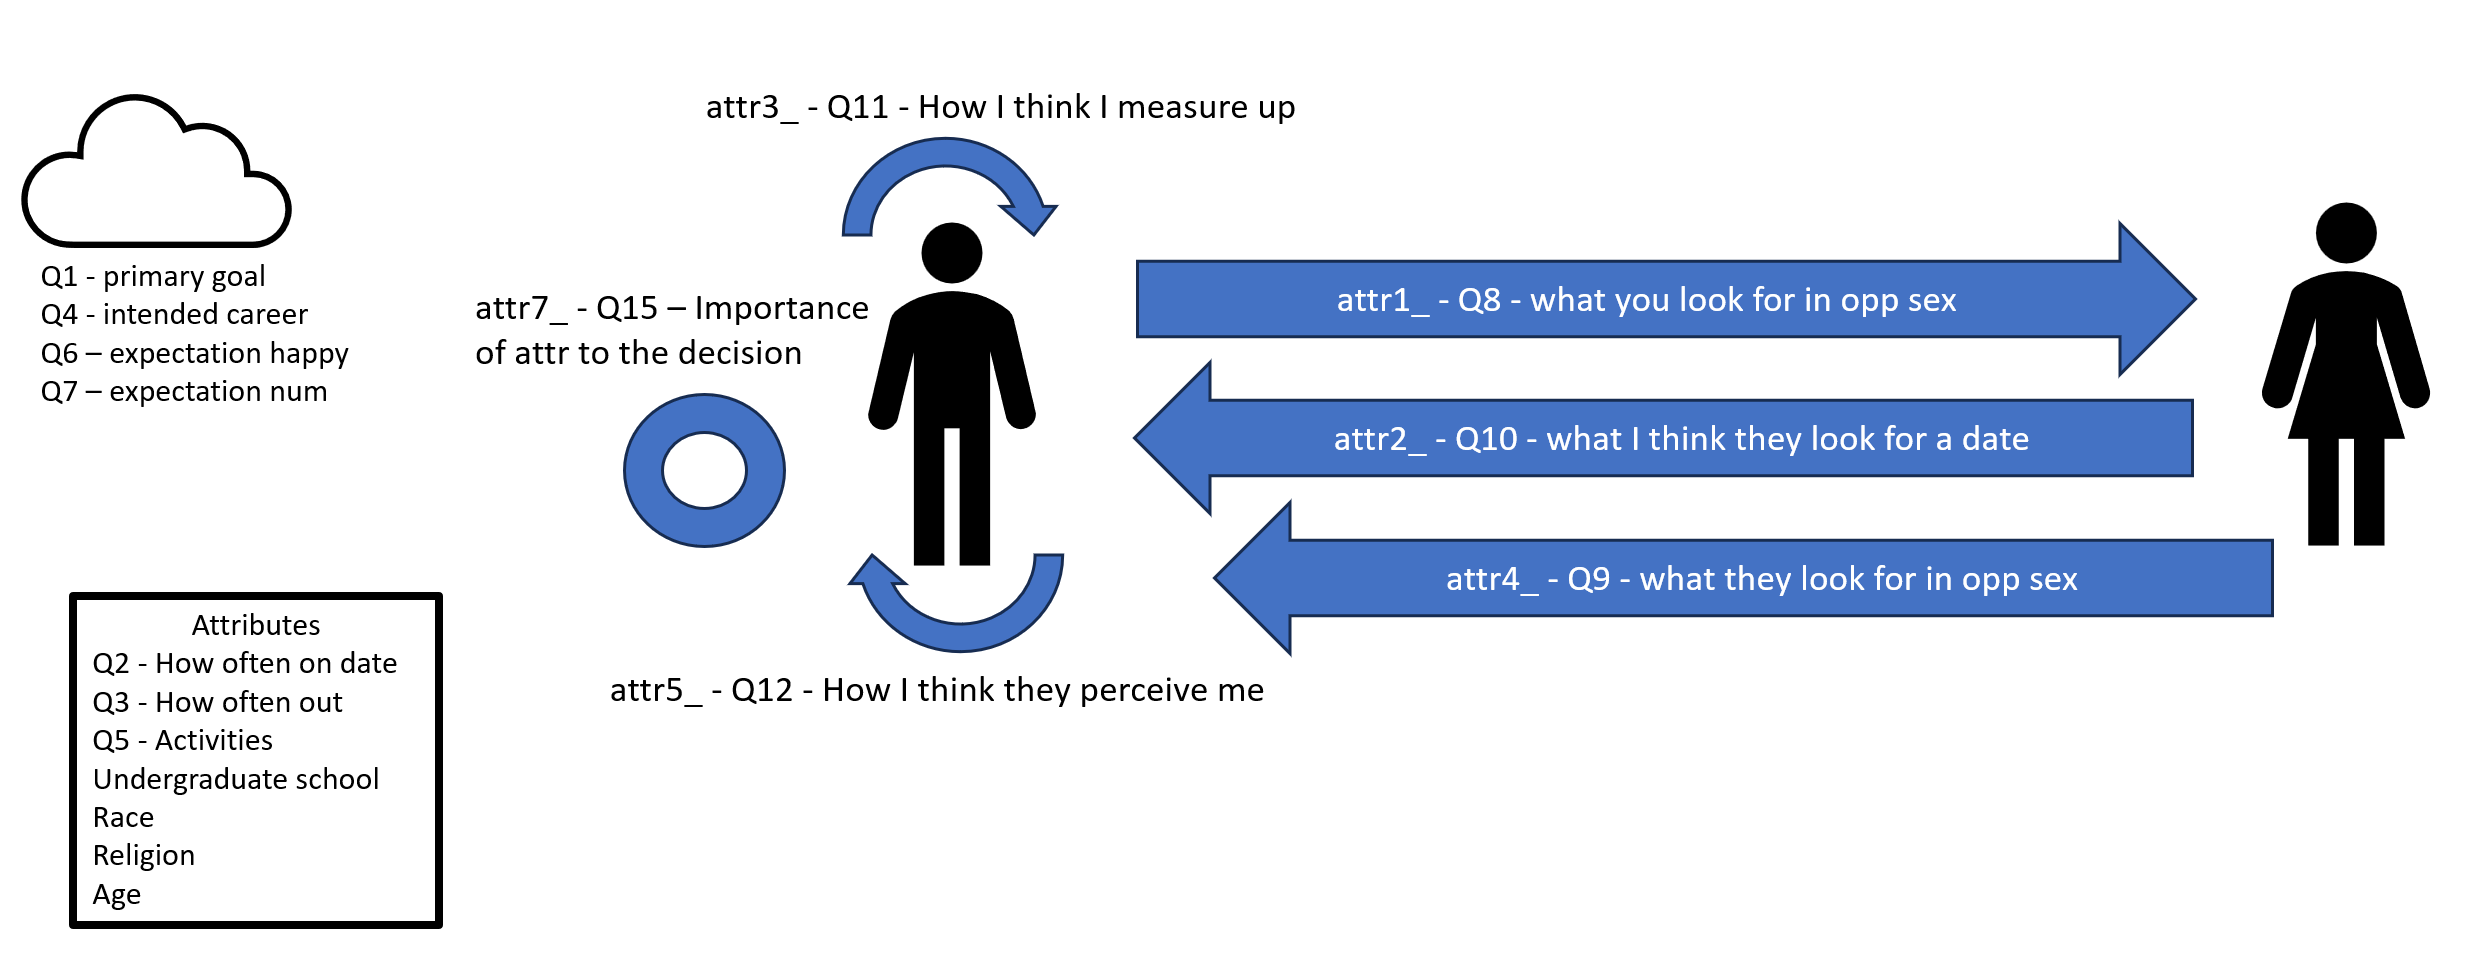 attr3_ - Q11 - How I think I measure up
Q1 - primary goal
Q4 - intended career
Q6 – expectation happy
Q7 – expectation num
attr7_ - Q15 – Importance
of attr to the decision
attr1_ - Q8 - what you look for in opp sex
attr2_ - Q10 - what I think they look for a date
attr4_ - Q9 - what they look for in opp sex
attr5_ - Q12 - How I think they perceive me
Attributes
Q2 - How often on date
Q3 - How often out
Q5 - Activities
Undergraduate school
Race
Religion
Age